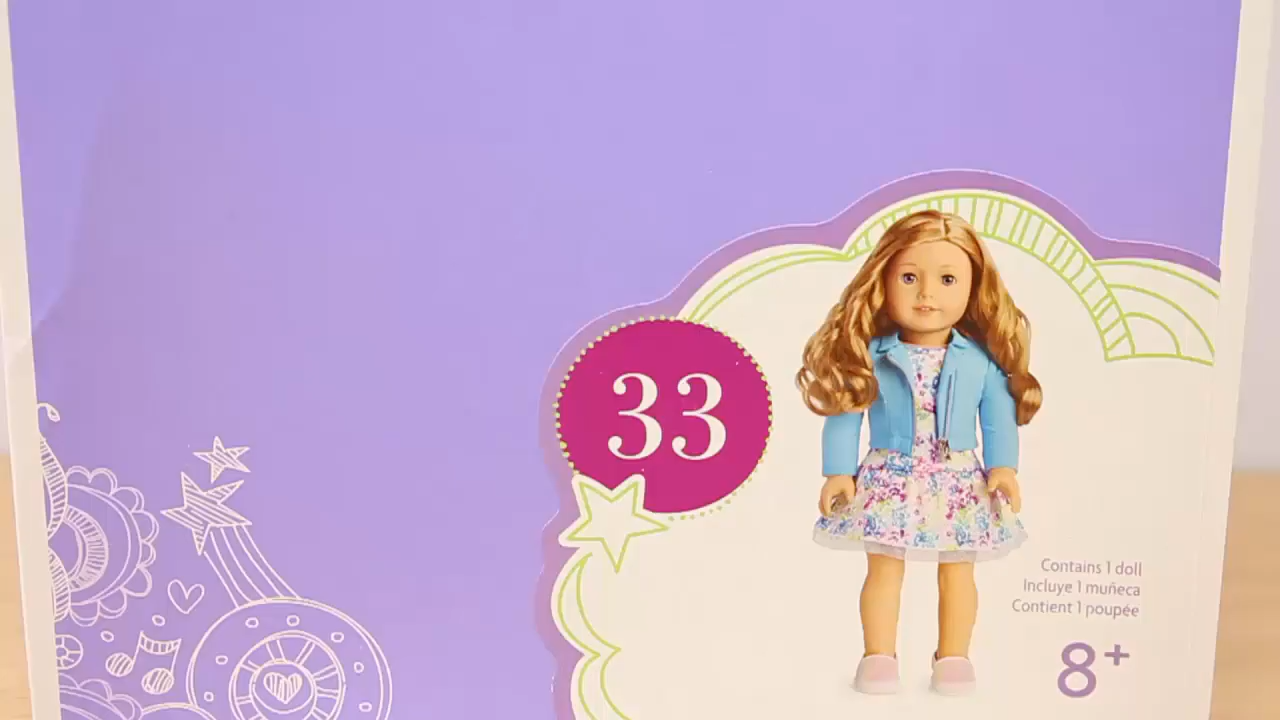 33
Contains 1 doll
Incluye 1 muñeca
Contient 1 poupée
8+